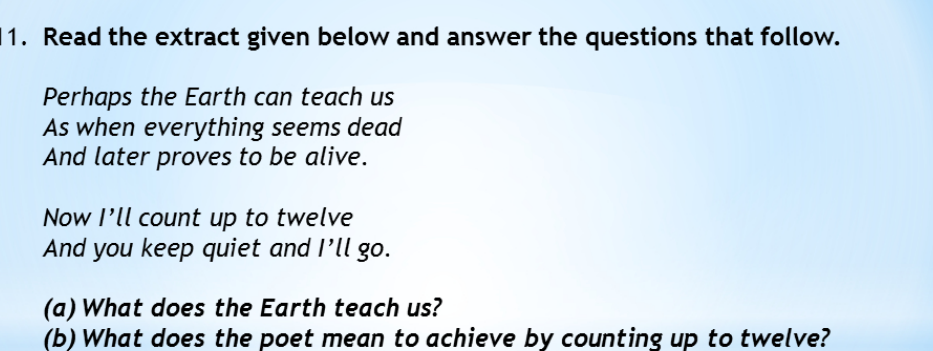 11. Read the extract given below and answer the questions that follow.
Perhaps the Earth can teach us
As when everything seems dead
And later proves to be alive.
Now I'll count up to twelve
And you keep quiet and I'll go.
(a) What does the Earth teach us?
(b) What does the poet mean to achieve by counting up to twelve?